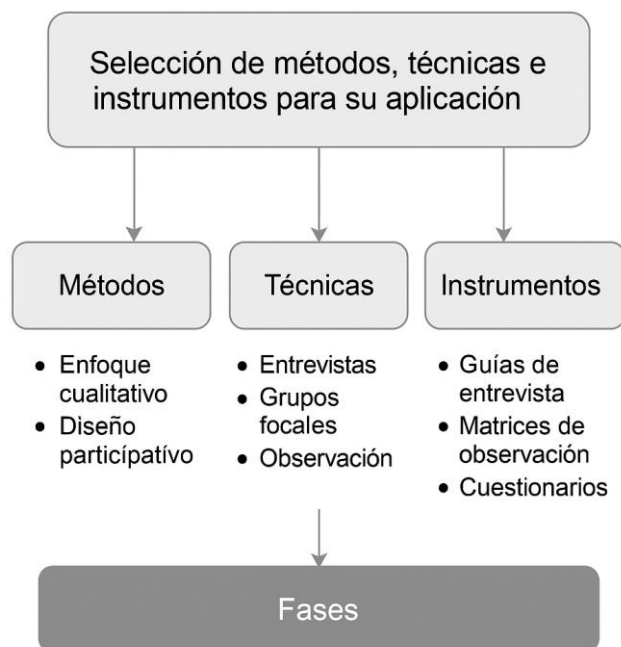 Selección de métodos, técnicas e
instrumentos para su aplicación
Métodos
Técnicas
Instrumentos
• Enfoque
cualitativo
• Diseño
partícipatívo
• Entrevistas
• Grupos
focales
• Observación
• Guías de
entrevista
• Matrices de
observación
• Cuestionarios
Fases